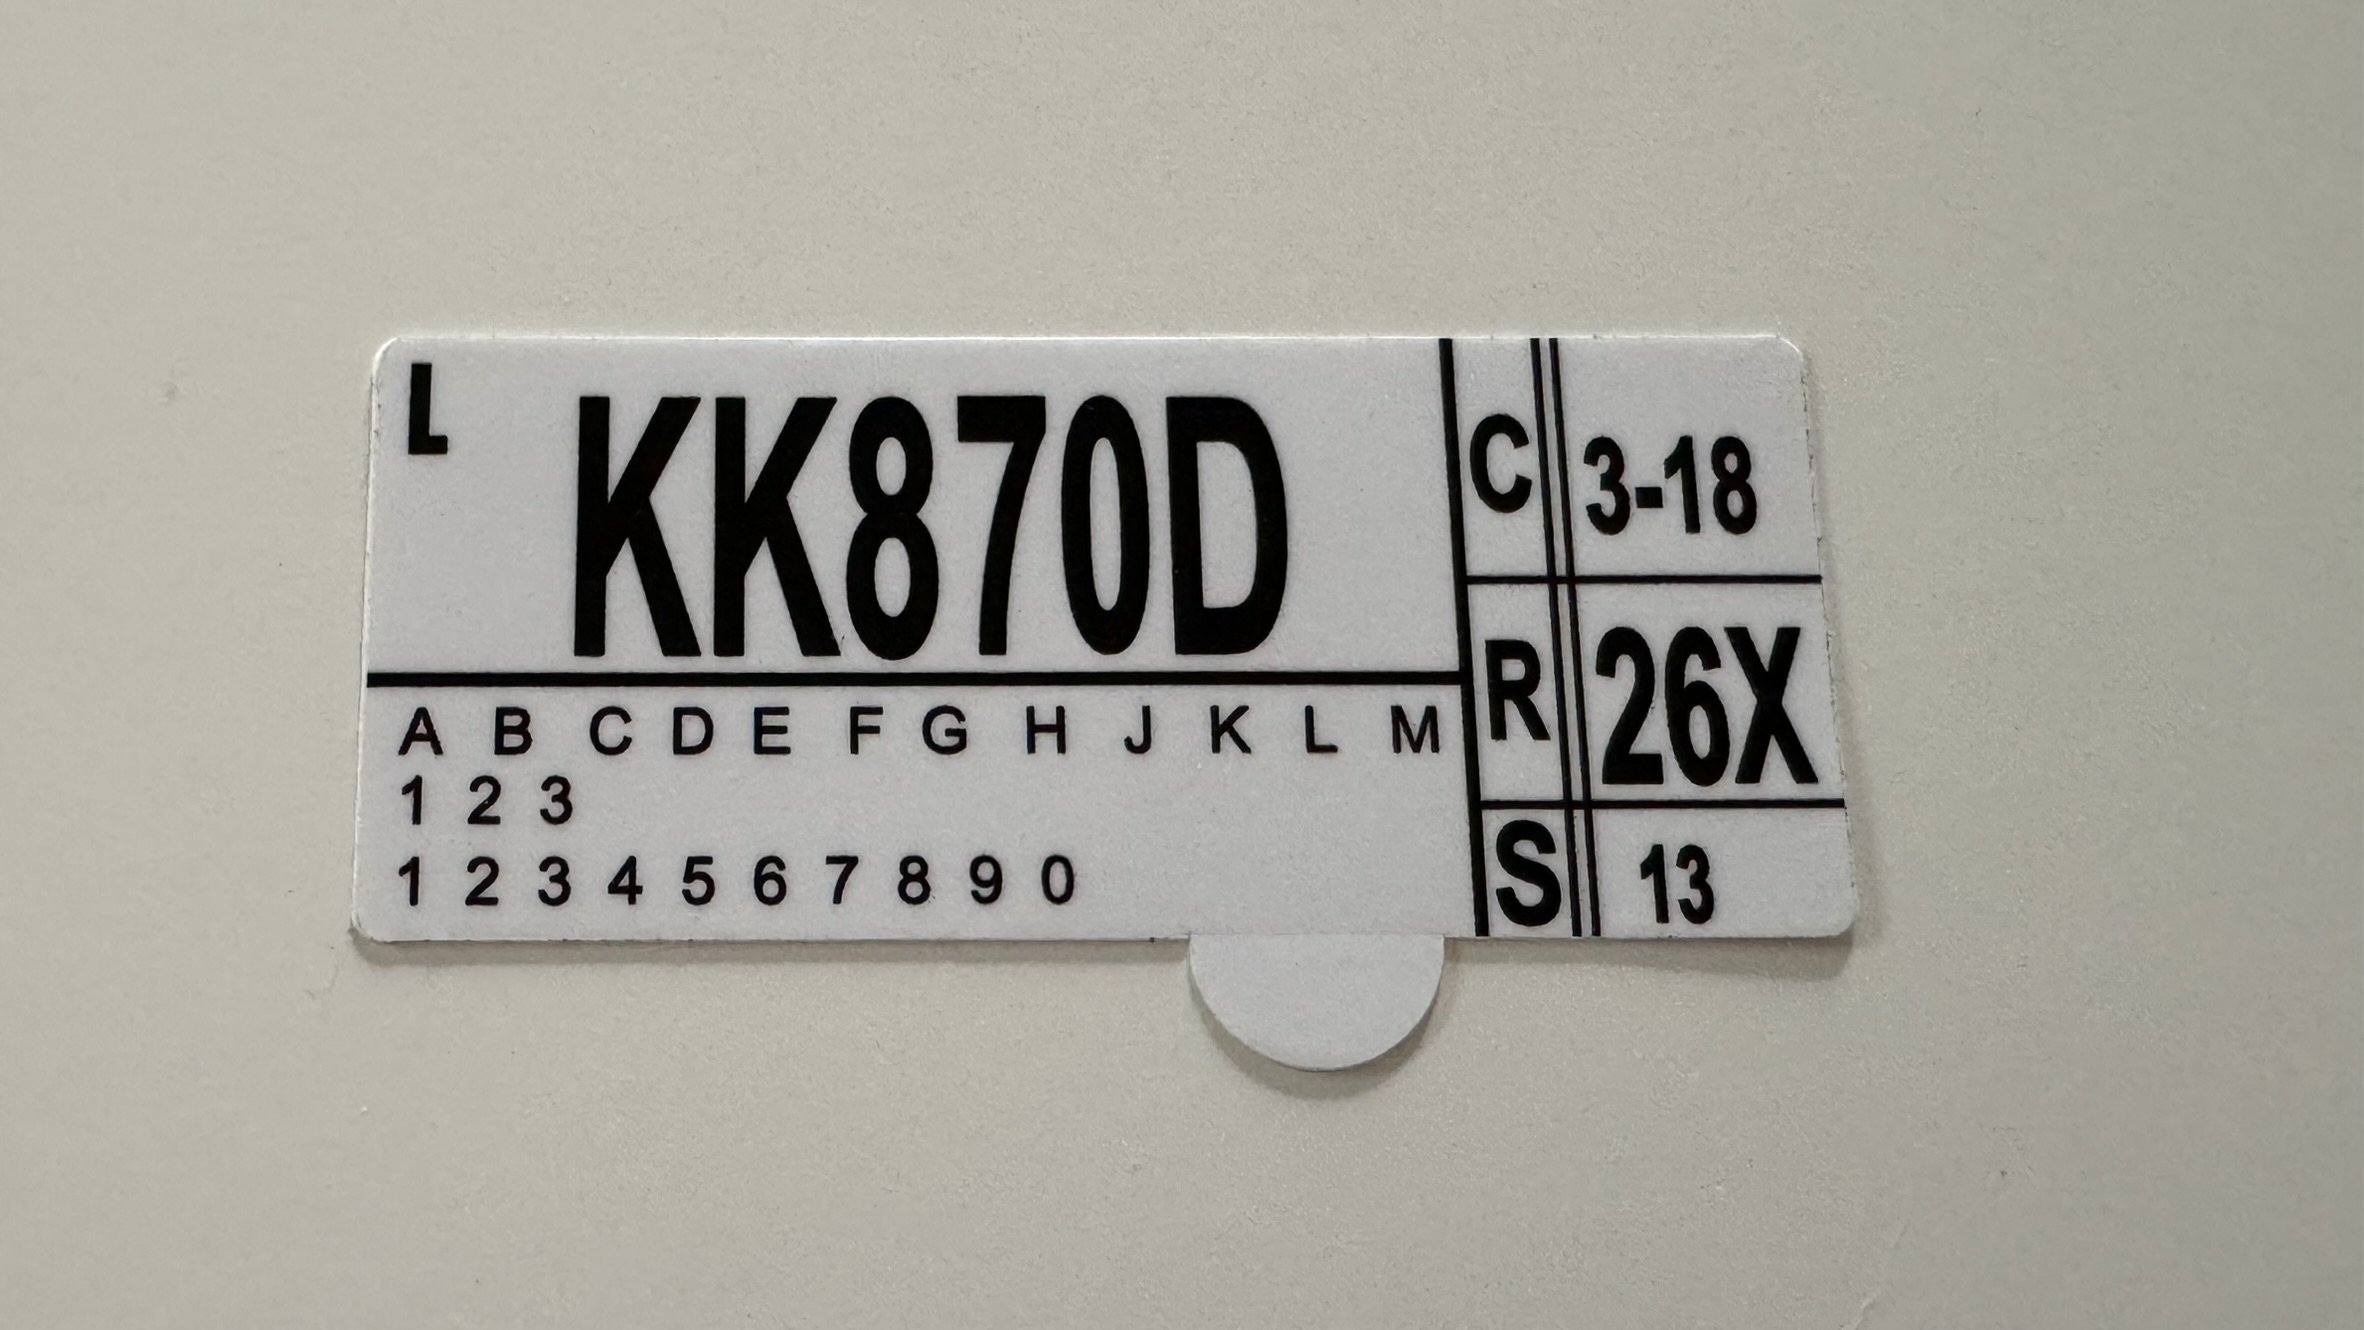 L
KK870D
A B C D E F G H J K L M
1 2 3
1 2 3 4 5 6 7 8 9 0
C 3-18
R 26X
S 13